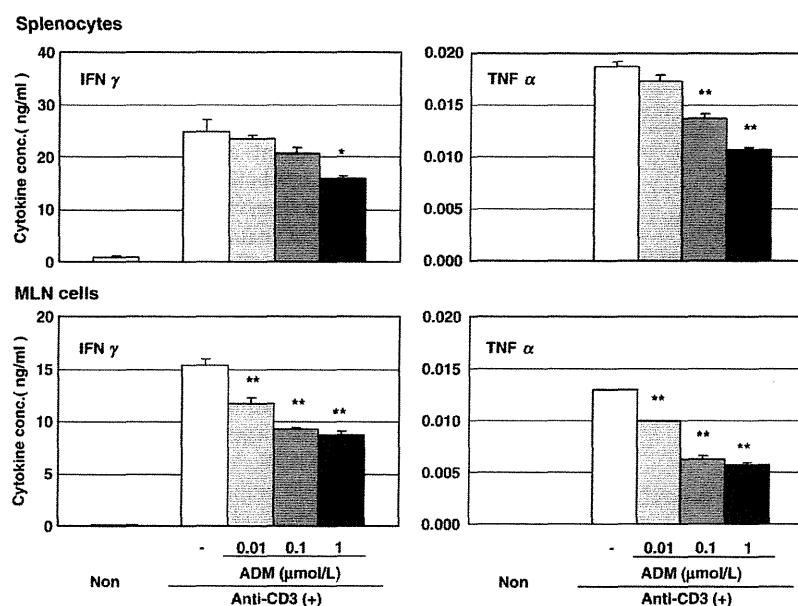 Splenocytes
Cytokine conc.( ng/ml )
40
30
20
10
0
IFN γ
*
0.020
0.015
0.010
0.005
0.000
TNF α
**
**
MLN cells
Cytokine conc.( ng/ml )
20
15
10
5
0
IFN γ
**
**
**
0.020
0.015
0.010
0.005
0.000
TNF α
**
**
**
- 0.01 0.1 1
Non
ADM (μmol/L)
Anti-CD3 (+)
- 0.01 0.1 1
Non
ADM (μmol/L)
Anti-CD3 (+)